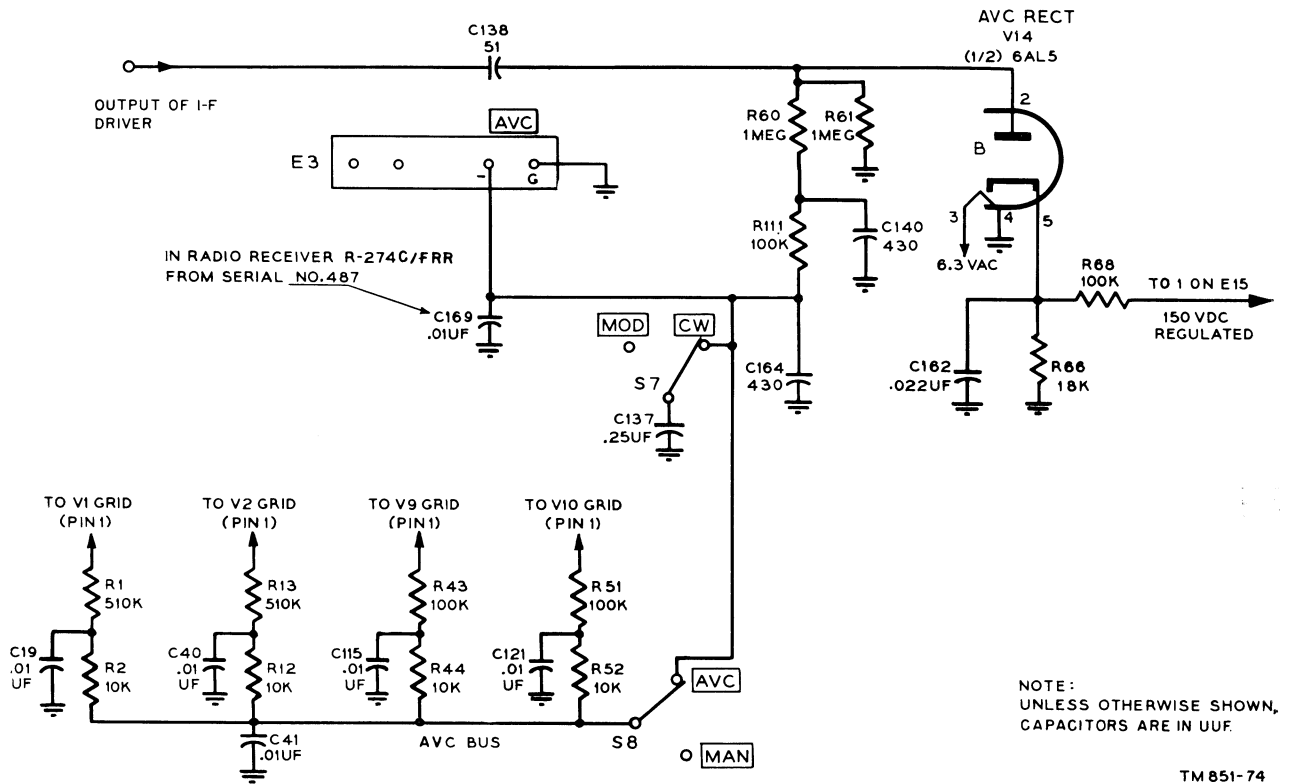 AVC RECT
V14
(1/2) 6AL5
C138
51
OUTPUT OF I-F
DRIVER
AVC
E3
-
G
R60
1MEG
R61
1MEG
2
B
3
4
5
6.3 VAC
R111
100K
C140
430
IN RADIO RECEIVER R-274C/FRR
FROM SERIAL NO.487
C169
.01UF
MOD
CW
S7
C137
.25UF
C164
430
R68
100K
TO 1 ON E15
150 VDC
REGULATED
C162
.022UF
R66
18K
TO V1 GRID
(PIN 1)
TO V2 GRID
(PIN 1)
TO V9 GRID
(PIN 1)
TO V10 GRID
(PIN 1)
R1
510K
R13
510K
R43
100K
R51
100K
C19
.01
UF
R2
10K
C40
.01
UF
R12
10K
C115
.01
UF
R44
10K
C121
.01
UF
R52
10K
AVC
C41
.01UF
AVC BUS
S8
MAN
NOTE:
UNLESS OTHERWISE SHOWN,
CAPACITORS ARE IN UUF.
TM 851-74